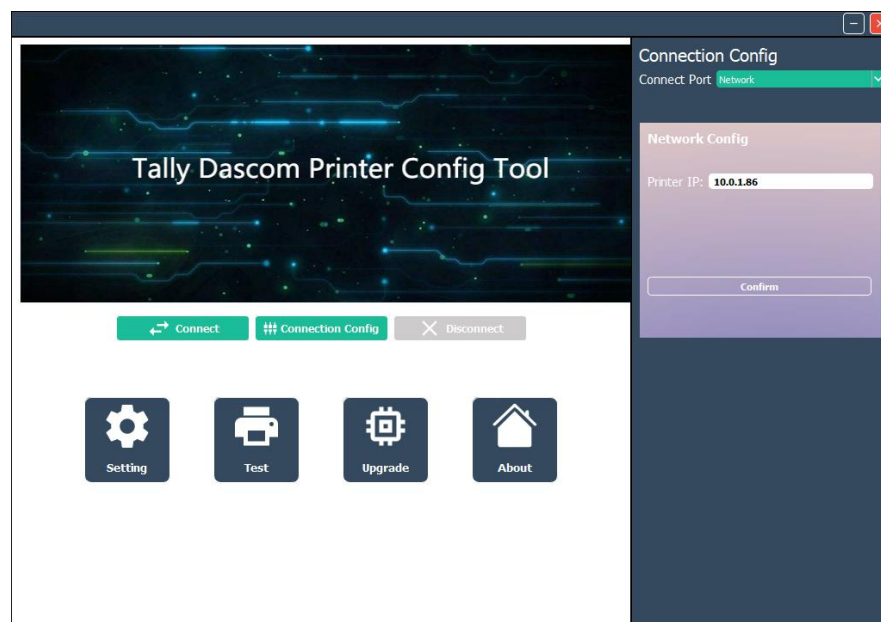 Connection Config
Connect Port Network
Tally Dascom Printer Config Tool
Network Config
Printer IP: 10.0.1.86
Confirm
Connect
Connection Config
Disconnect
Setting
Test
Upgrade
About